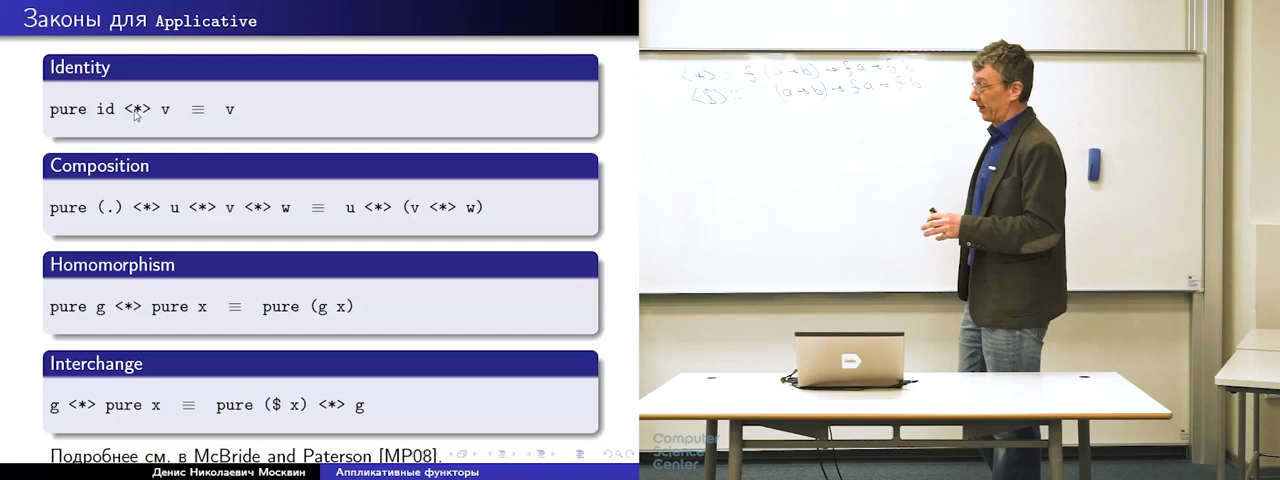 Законы для Applicative
Identity
pure id <*> v ≡ v
Composition
pure (.) <*> u <*> v <*> w ≡ u <*> (v <*> w)
Homomorphism
pure g <*> pure x ≡ pure (g x)
Interchange
g <*> pure x ≡ pure ($ x) <*> g
Подробнее см. в McBride and Paterson [MP08].
Денис Николаевич Москвин Аппликативные функторы
<*> :: f (a→b) → f a → f b
<$> :: (a→b) → f a → f b
Computer
Science
Center